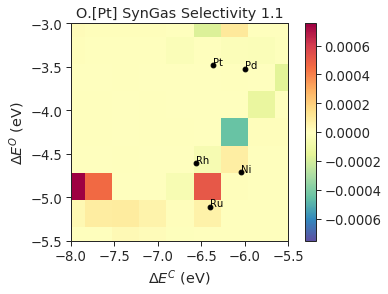 O.[Pt] SynGas Selectivity 1.1
−3.0
−3.5
−4.0
−4.5
−5.0
−5.5
ΔE^O (eV)
Pt
Pd
Rh
Ni
Ru
−8.0 −7.5 −7.0 −6.5 −6.0 −5.5
ΔE^C (eV)
0.0006
0.0004
0.0002
0.0000
−0.0002
−0.0004
−0.0006